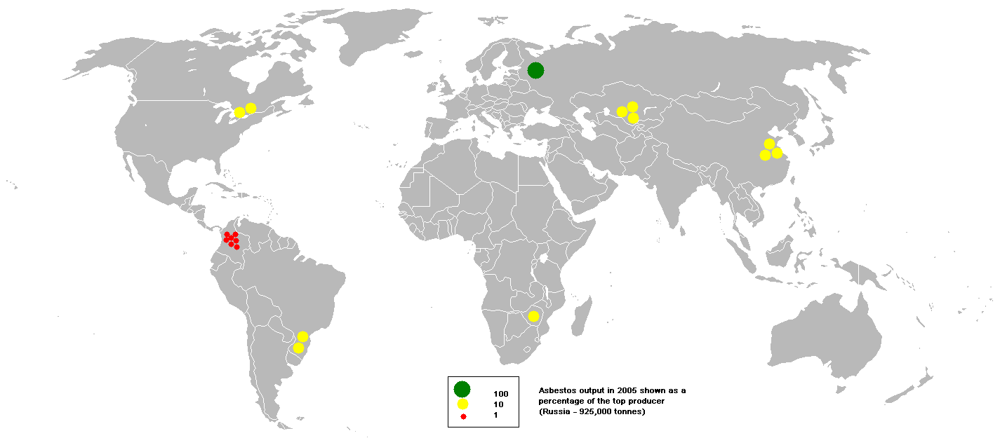 100
10
1
Asbestos output in 2005 shown as a
percentage of the top producer
(Russia - 925,000 tonnes)